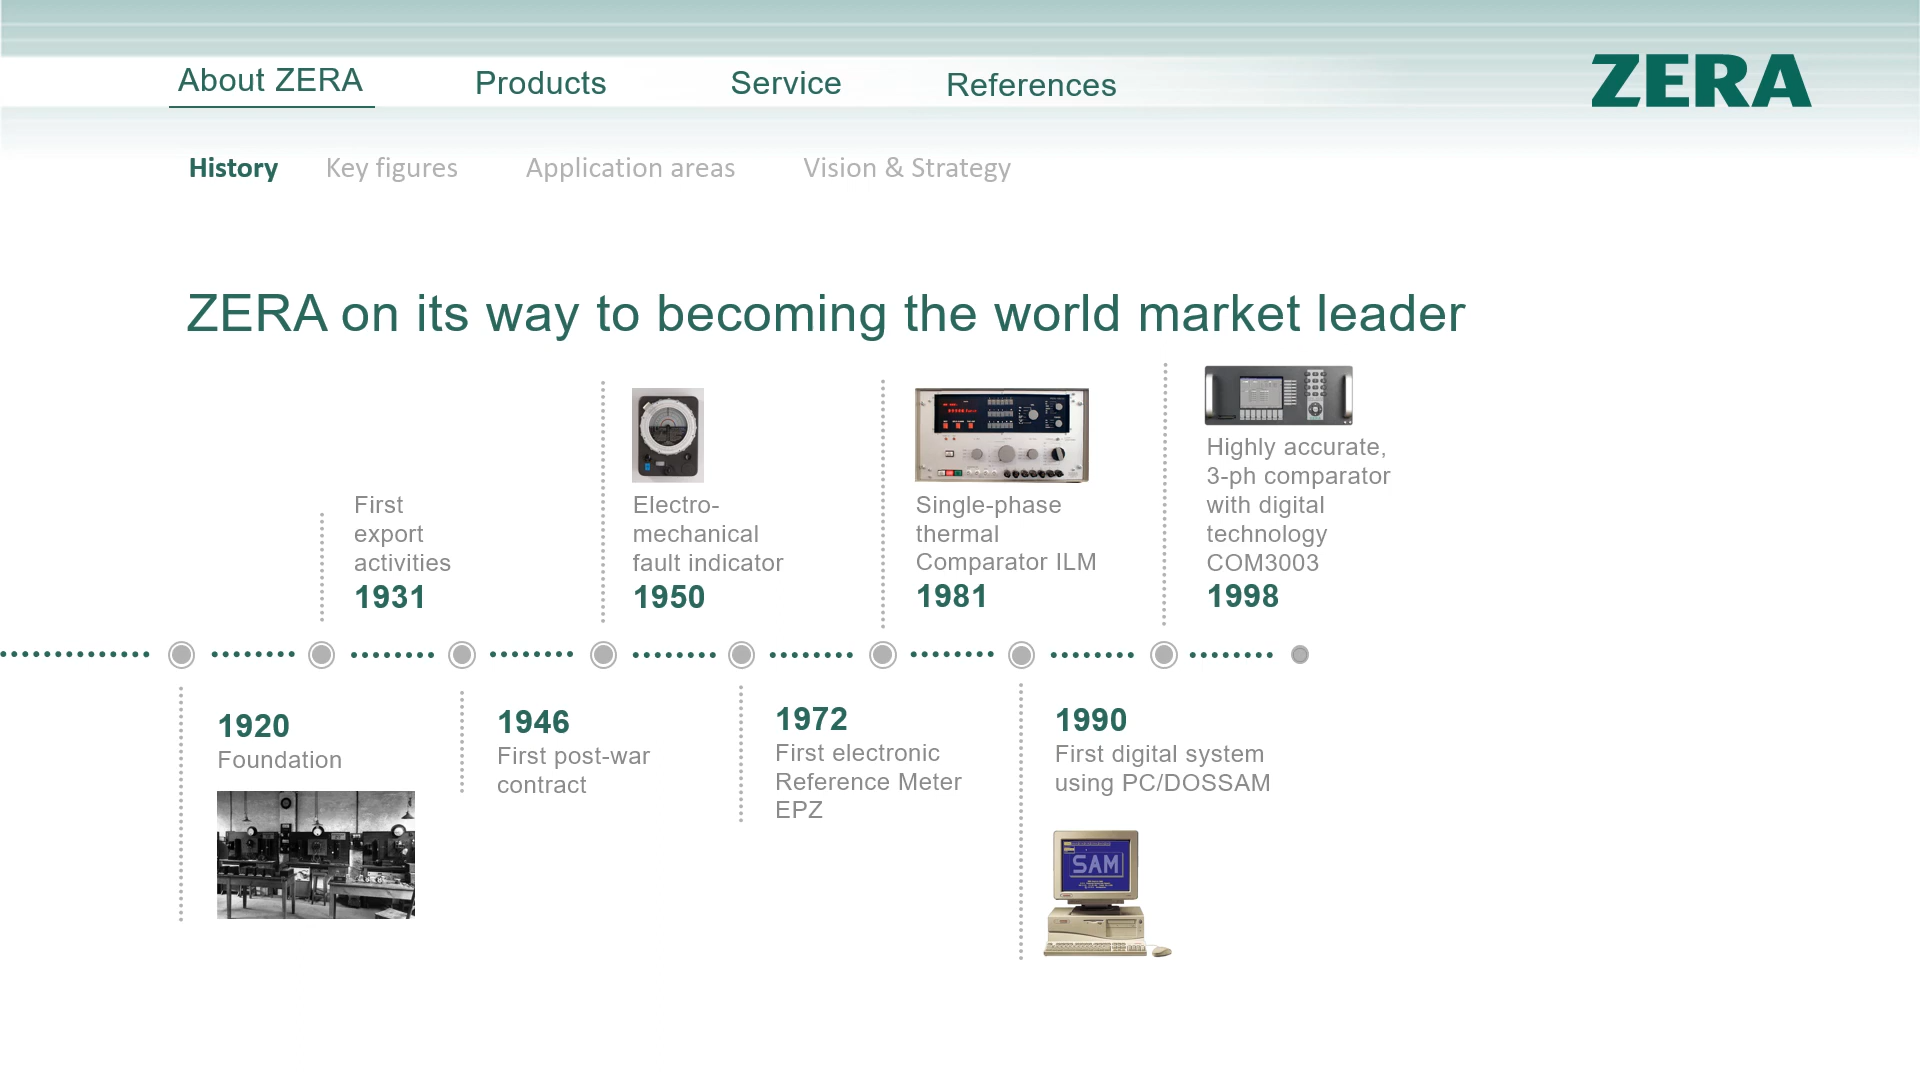 About ZERA
Products
Service
References
ZERA
History
Key figures
Application areas
Vision & Strategy
ZERA on its way to becoming the world market leader
First
export
activities
1931
Electro-
mechanical
fault indicator
1950
Single-phase
thermal
Comparator ILM
1981
Highly accurate,
3-ph comparator
with digital
technology
COM3003
1998
1920
Foundation
1946
First post-war
contract
1972
First electronic
Reference Meter
EPZ
1990
First digital system
using PC/DOSSAM
SAM